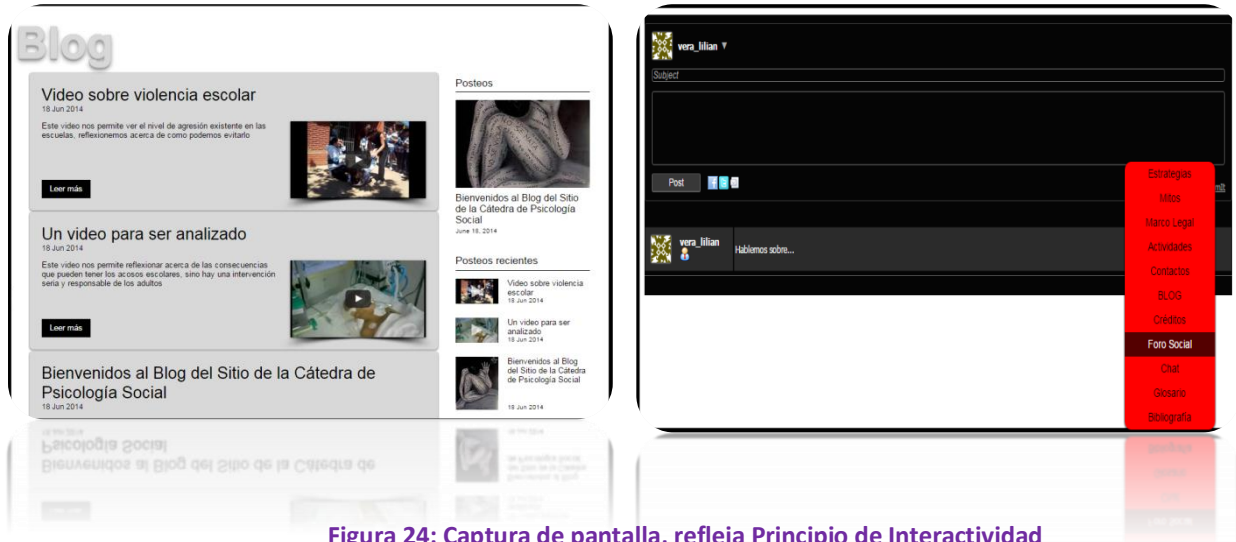 Blog
Video sobre violencia escolar
18 Jun 2014
Este video nos permite ver el nivel de agresión existente en las
escuelas, reflexionemos acerca de como podemos evitarlo
Leer más
Un video para ser analizado
18 Jun 2014
Este video nos permite reflexionar acerca de las consecuencias
que pueden tener los acosos escolares, sino hay una intervención
seria y responsable de los adultos
Leer más
Bienvenidos al Blog del Sitio de la Cátedra de
Psicología Social
18 Jun 2014
Posteos
Bienvenidos al Blog del Sitio
de la Cátedra de Psicología
Social
June 18, 2014
Posteos recientes
Video sobre violencia
escolar
18 Jun 2014
Un video para ser
analizado
18 Jun 2014
Bienvenidos al Blog
del Sitio de la Cátedra
de Psicología Social
18 Jun 2014
vera_lilian
Subject
Post
vera_lilian
Hablemos sobre...
Estrategias
Mitos
Marco Legal
Actividades
Contactos
BLOG
Créditos
Foro Social
Chat
Glosario
Bibliografía
Figura 24: Captura de pantalla, refleja Principio de Interactividad